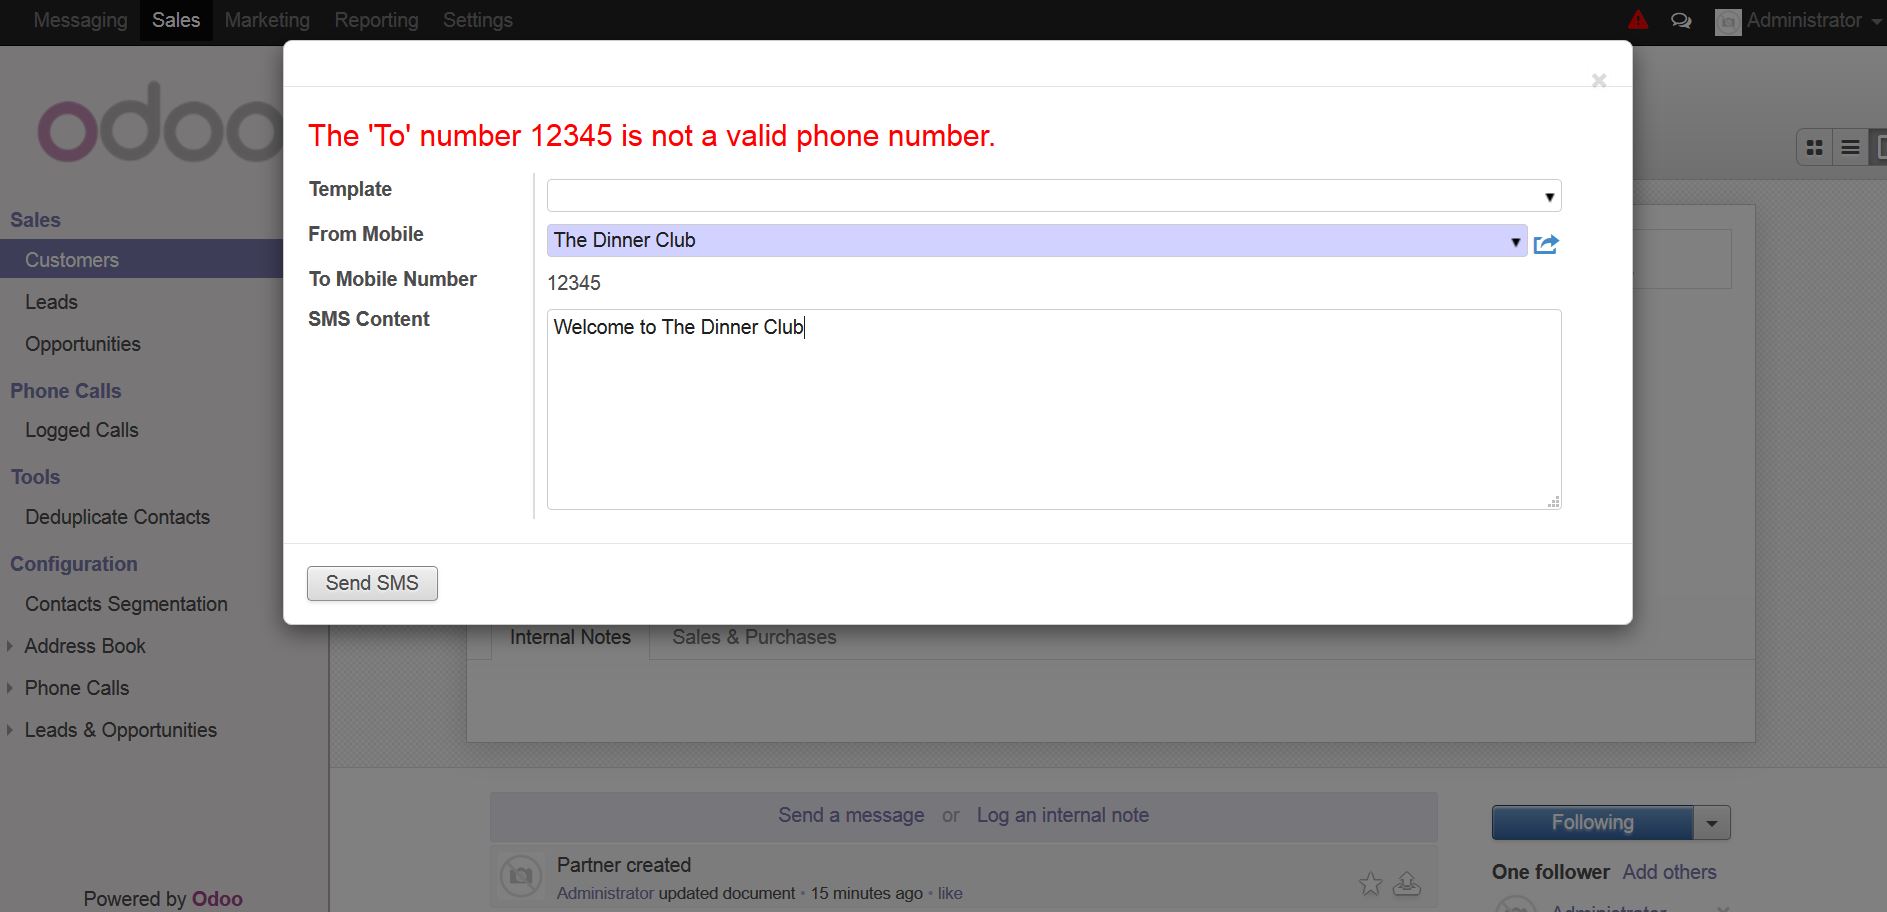 Messaging Sales Marketing Reporting Settings Administrator
odoo
The 'To' number 12345 is not a valid phone number.
Template
From Mobile The Dinner Club
To Mobile Number 12345
SMS Content Welcome to The Dinner Club
Send SMS
Sales
Customers
Leads
Opportunities
Phone Calls
Logged Calls
Tools
Deduplicate Contacts
Configuration
Contacts Segmentation
Address Book
Phone Calls
Leads & Opportunities
Powered by Odoo
Internal Notes Sales & Purchases
Send a message or Log an internal note
Partner created
Administrator updated document • 15 minutes ago • like
Following
One follower Add others
Administrator